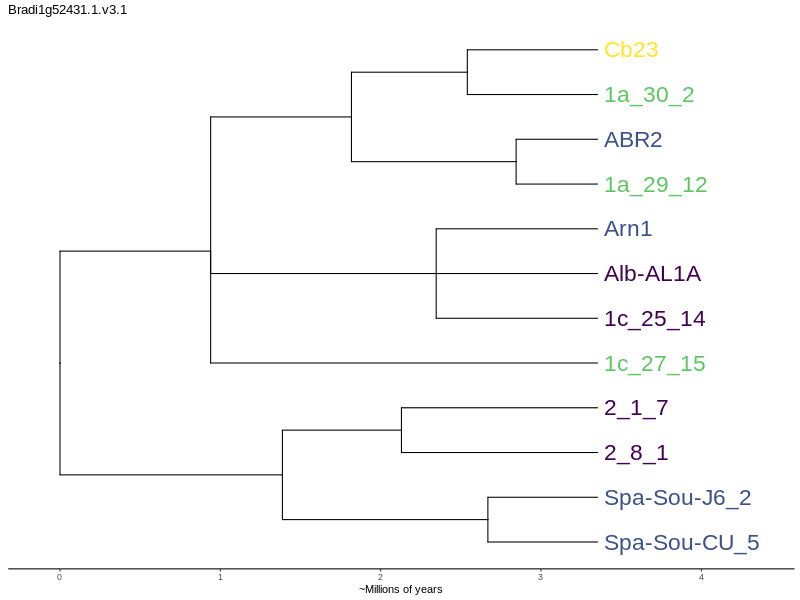 Bradi1g52431.1.v3.1
Cb23
1a_30_2
ABR2
1a_29_12
Arn1
Alb-AL1A
1c_25_14
1c_27_15
2_1_7
2_8_1
Spa-Sou-J6_2
Spa-Sou-CU_5
0 1 2 3 4
~Millions of years